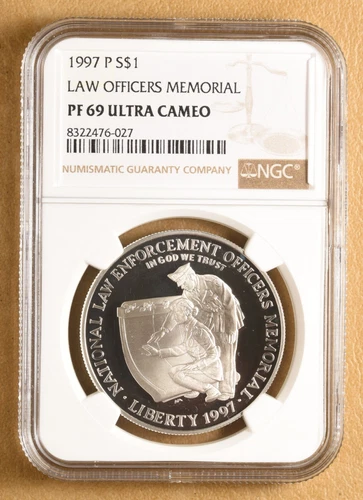 1997 P S$1
LAW OFFICERS MEMORIAL
PF 69 ULTRA CAMEO
8322476-027
NUMISMATIC GUARANTY COMPANY
NGC®
NATIONAL LAW ENFORCEMENT OFFICERS MEMORIAL
IN GOD WE TRUST
LIBERTY 1997